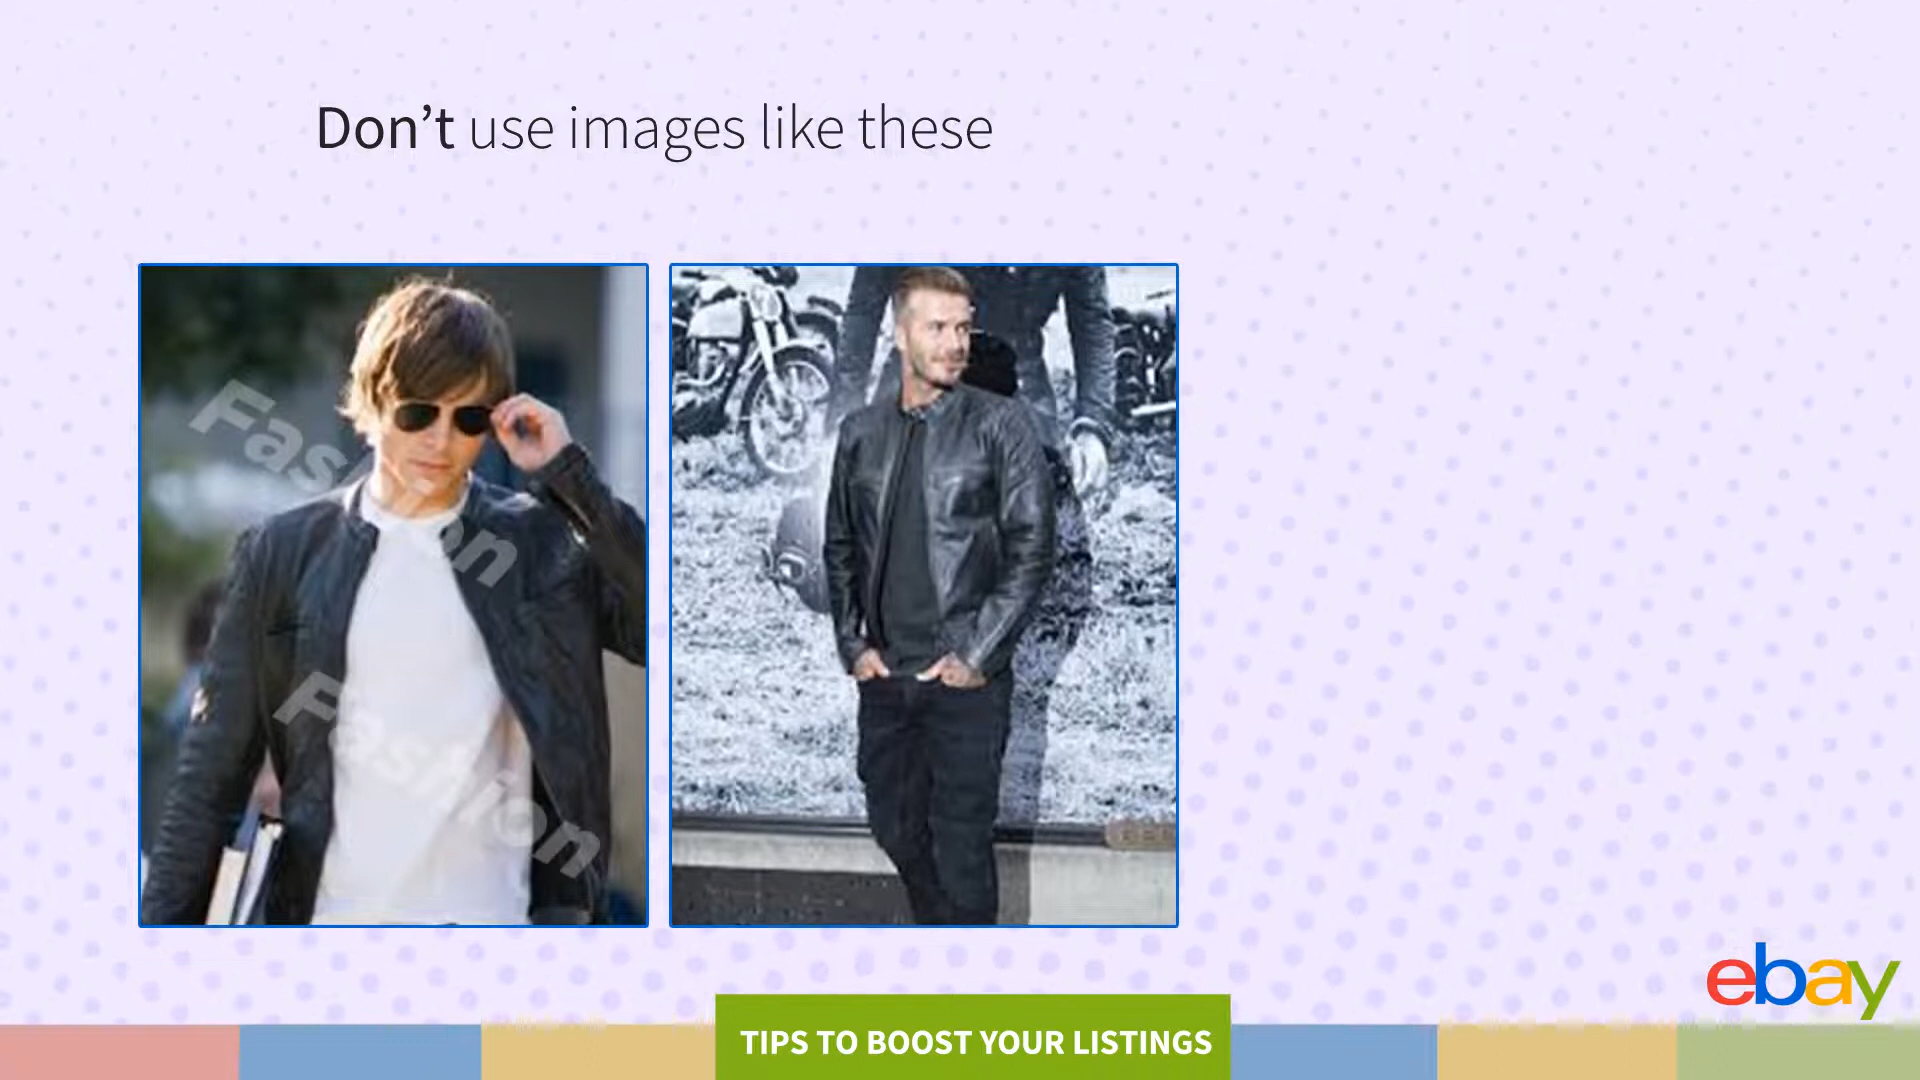 Don’t use images like these
Fashion
Fashion
ebay
TIPS TO BOOST YOUR LISTINGS